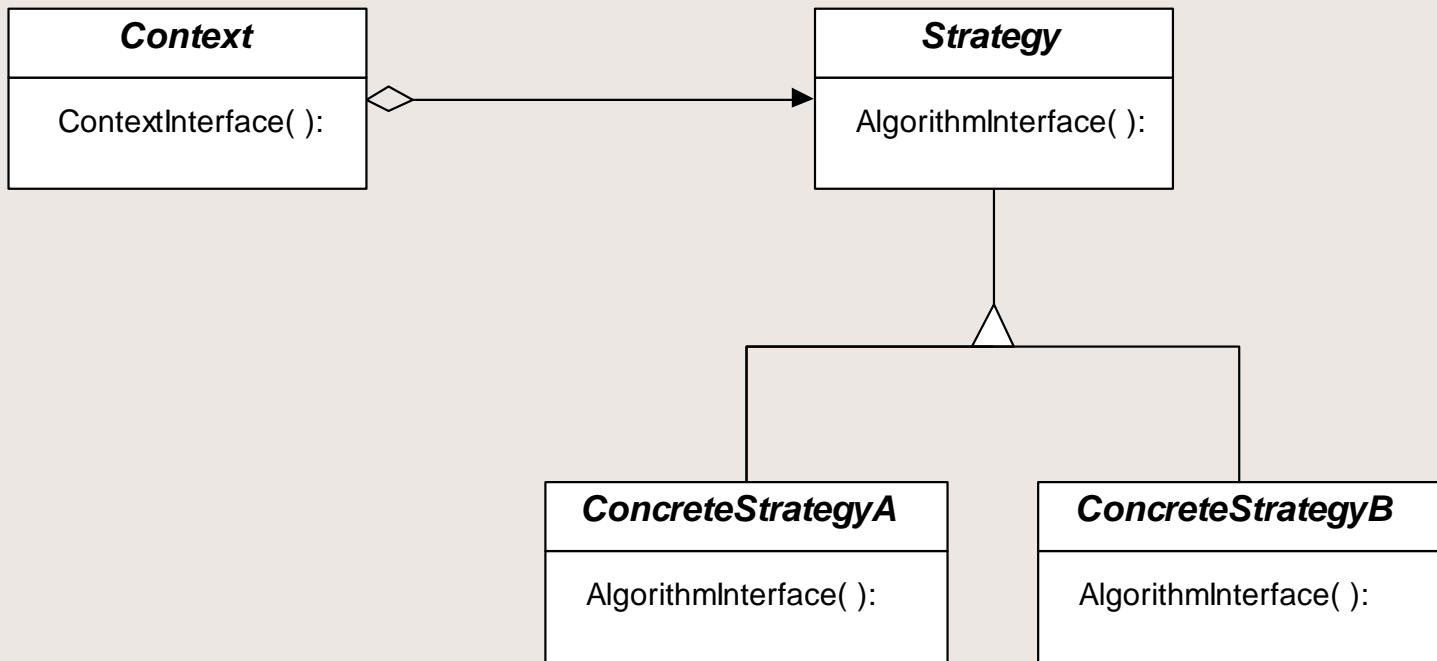 Context
ContextInterface( ):
Strategy
AlgorithmInterface( ):
ConcreteStrategyA
AlgorithmInterface( ):
ConcreteStrategyB
AlgorithmInterface( ):